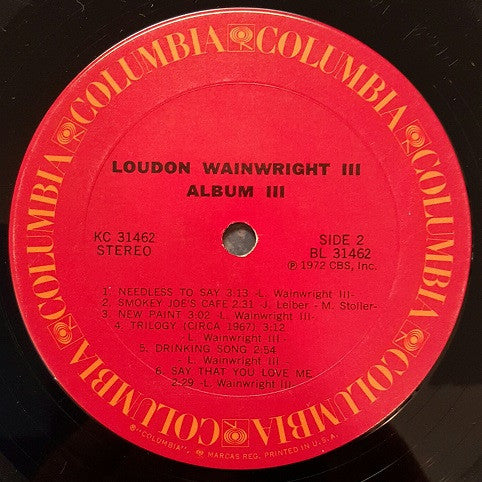 COLUMBIA COLUMBIA COLUMBIA COLUMBIA COLUMBIA COLUMBIA
LOUDON WAINWRIGHT III
ALBUM III
KC 31462
STEREO
SIDE 2
BL 31462
℗ 1972 CBS, Inc.
1. NEEDLESS TO SAY 3:13 -L. Wainwright III-
2. SMOKEY JOE'S CAFE 2:31 -J. Leiber - M. Stoller-
3. NEW PAINT 3:02 -L. Wainwright III-
4. TRILOGY (CIRCA 1967) 3:12
-L. Wainwright III-
5. DRINKING SONG 2:54
-L. Wainwright III-
6. SAY THAT YOU LOVE ME
2:29 -L. Wainwright III-
® "COLUMBIA", MARCAS REG. PRINTED IN U.S.A.